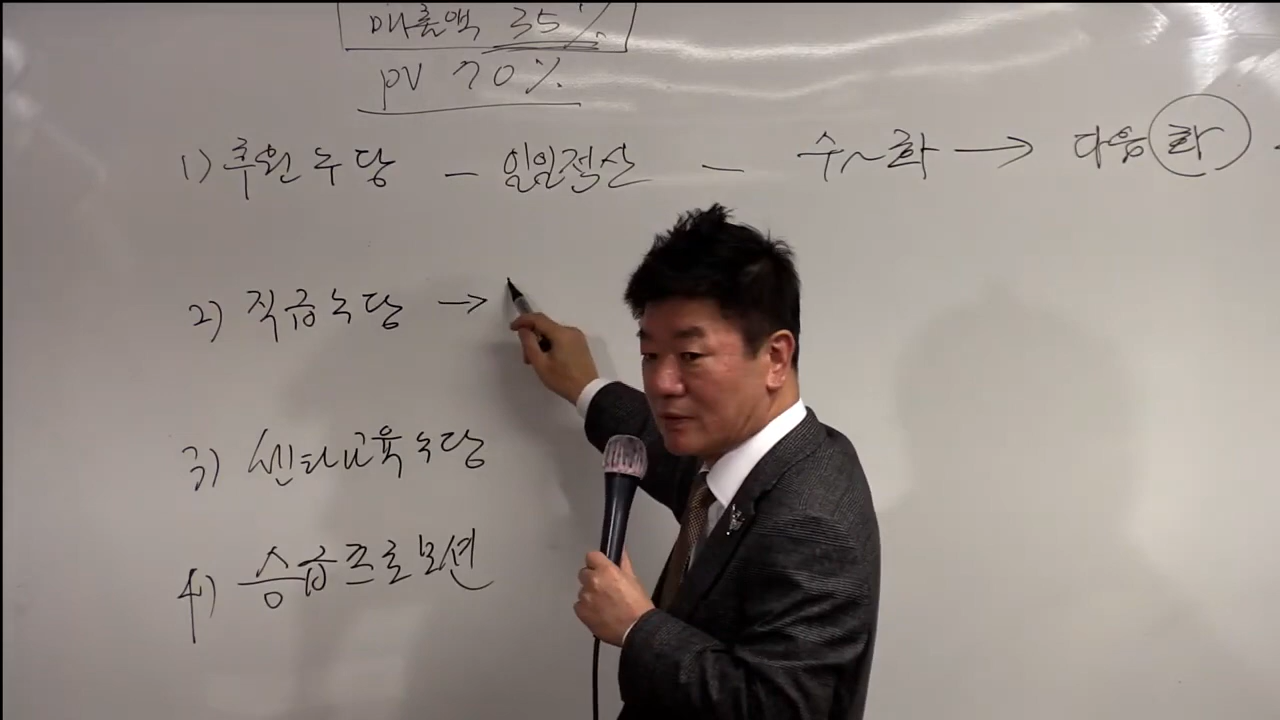 매출액 35%
PV 70%
1) 후원수당 - 일일정산 - 수~화 → 다음 화
2) 직급수당 →
3) 센타교육수당
4) 승급프로모션